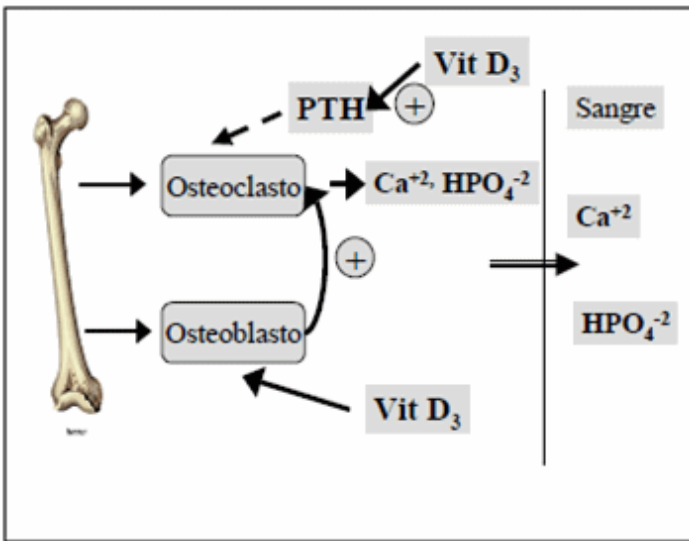 Vit D₃
PTH
+
Sangre
Osteoclasto
Ca⁺², HPO₄⁻²
Ca⁺²
+
HPO₄⁻²
Osteoblasto
Vit D₃